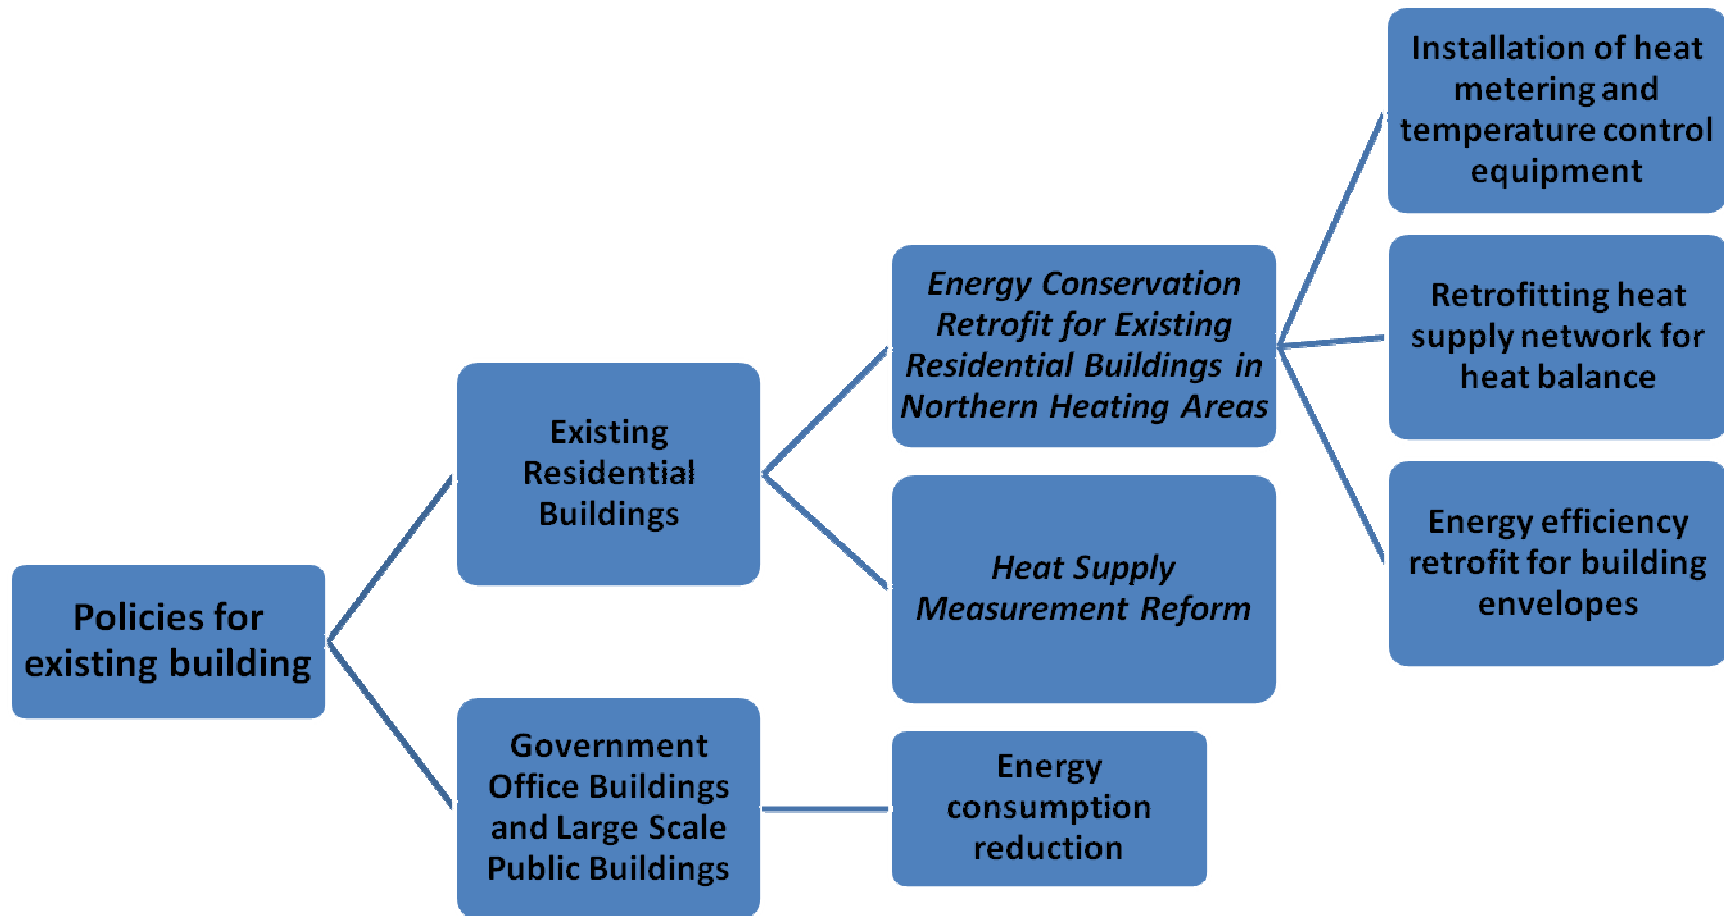 Policies for
existing building
Existing
Residential
Buildings
Government
Office Buildings
and Large Scale
Public Buildings
Energy Conservation
Retrofit for Existing
Residential Buildings in
Northern Heating Areas
Heat Supply
Measurement Reform
Energy
consumption
reduction
Installation of heat
metering and
temperature control
equipment
Retrofitting heat
supply network for
heat balance
Energy efficiency
retrofit for building
envelopes